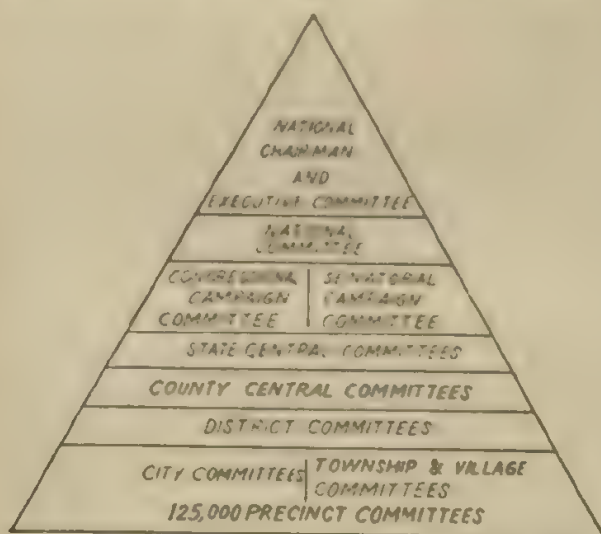 NATIONAL
CHAIRMAN
AND
EXECUTIVE COMMITTEE
NATIONAL
COMMITTEE
CONGRESSIONAL
CAMPAIGN
COMMITTEE
SENATORIAL
CAMPAIGN
COMMITTEE
STATE CENTRAL COMMITTEES
COUNTY CENTRAL COMMITTEES
DISTRICT COMMITTEES
CITY COMMITTEES
TOWNSHIP & VILLAGE
COMMITTEES
125,000 PRECINCT COMMITTEES